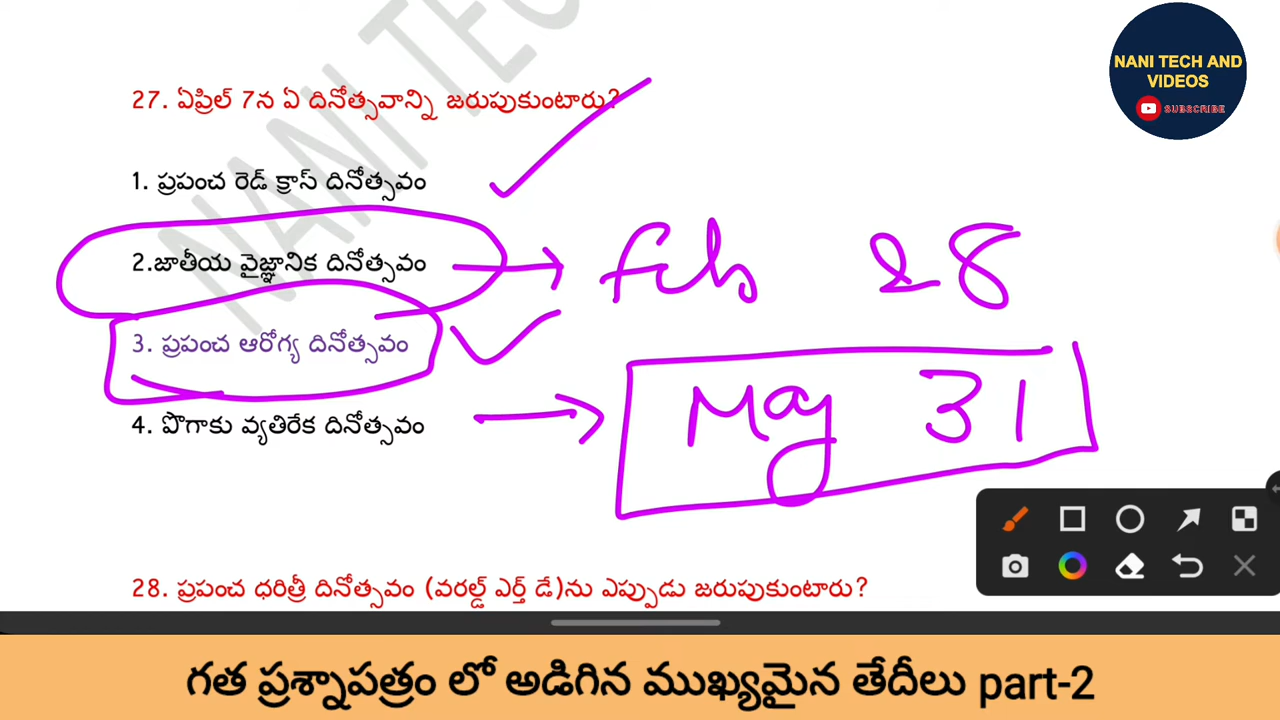 NANI TECH AND
VIDEOS
SUBSCRIBE
NANI TEC
27. ఏప్రిల్ 7న ఏ దినోత్సవాన్ని జరుపుకుంటారు?
1. ప్రపంచ రెడ్ క్రాస్ దినోత్సవం
2.జాతీయ వైజ్ఞానిక దినోత్సవం
Feb 28
3. ప్రపంచ ఆరోగ్య దినోత్సవం
4. పొగాకు వ్యతిరేక దినోత్సవం
May 31
28. ప్రపంచ ధరిత్రీ దినోత్సవం (వరల్డ్ ఎర్త్ డే)ను ఎప్పుడు జరుపుకుంటారు?
గత ప్రశ్నాపత్రం లో అడిగిన ముఖ్యమైన తేదీలు part-2